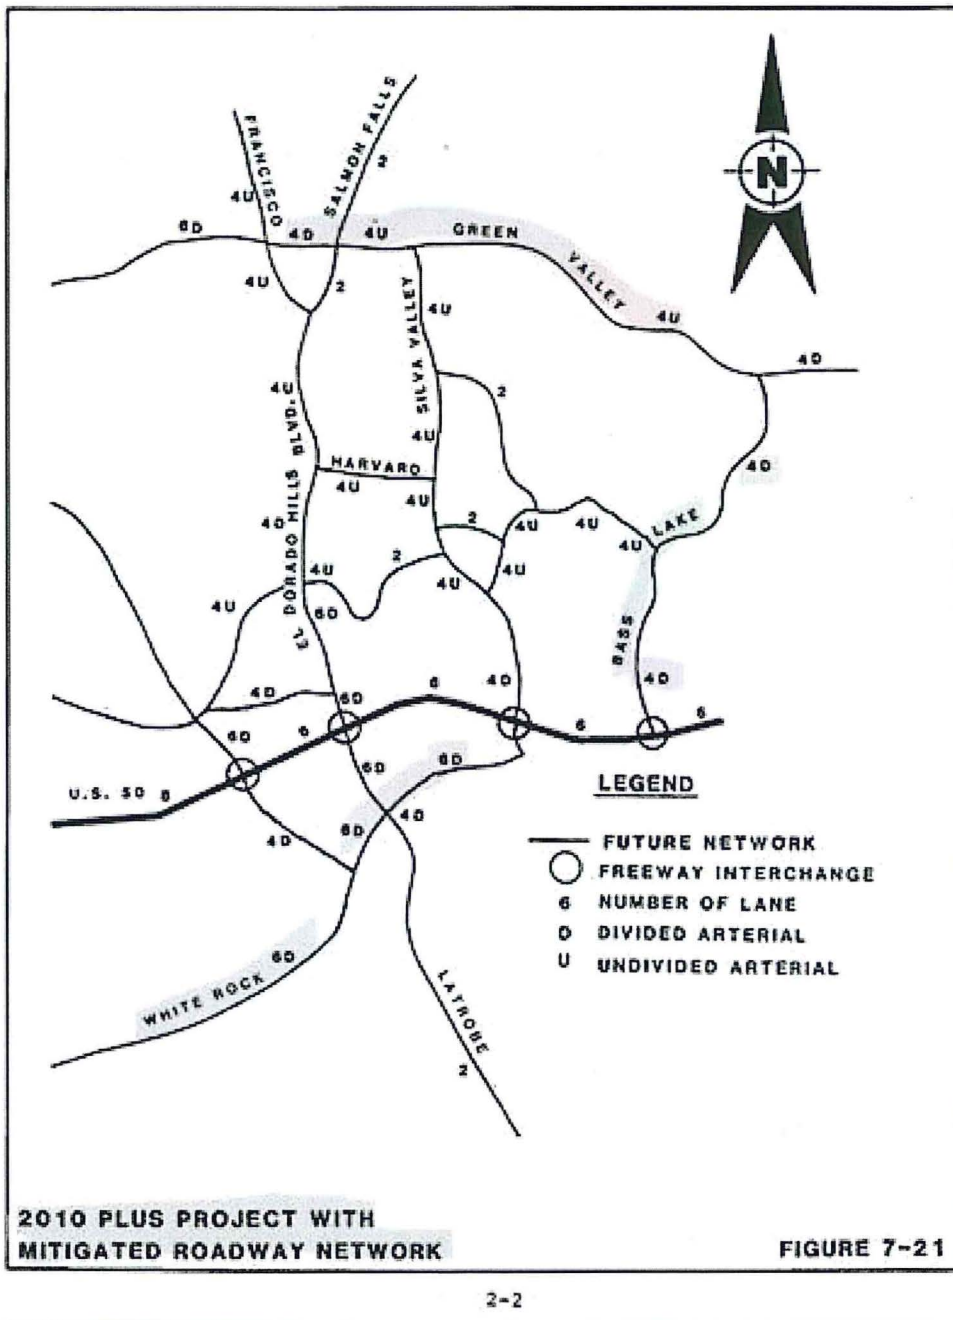 N
FRANCISCO
SALMON FALLS
2
4U
6D
4D
4U
GREEN
VALLEY
4U
2
4U
SILVA VALLEY
4U
4D
4U
2
EL DORADO HILLS BLVD.
4U
HARVARD
4U
4U
4D
4D
2
4U
4U
4U
LAKE
4U
2
4U
4U
4U
6D
4U
BASS
4D
4D
4D
6D
6
6D
6
6
6
U.S. 50
6
6D
6D
4D
6D
4D
6D
WHITE ROCK
LATROBE
2
LEGEND
FUTURE NETWORK
FREEWAY INTERCHANGE
6 NUMBER OF LANE
D DIVIDED ARTERIAL
U UNDIVIDED ARTERIAL
2010 PLUS PROJECT WITH
MITIGATED ROADWAY NETWORK
FIGURE 7-21
2-2